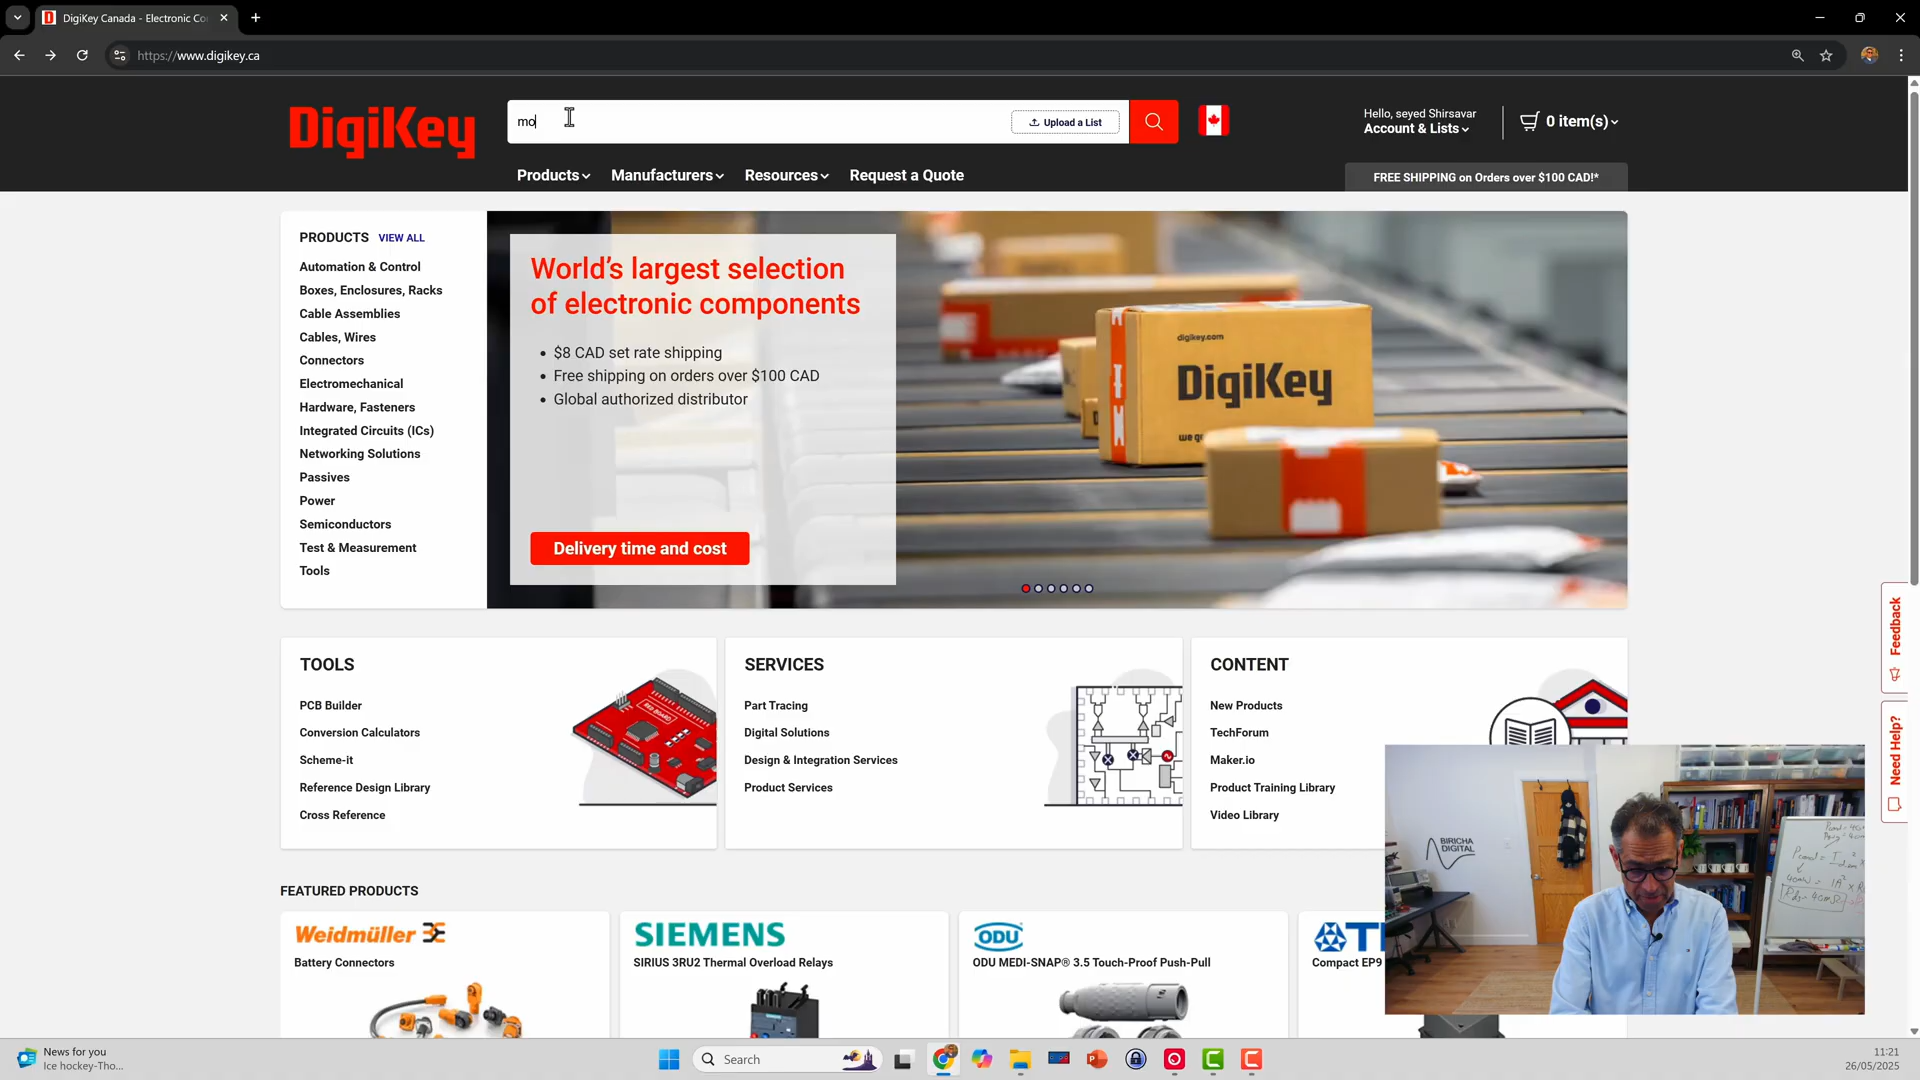 DigiKey Canada - Electronic Co
https://www.digikey.ca
DigiKey
mo
Upload a List
Hello, seyed Shirsavar
Account & Lists
0 item(s)
Products
Manufacturers
Resources
Request a Quote
FREE SHIPPING on Orders over $100 CAD!*
PRODUCTS VIEW ALL
Automation & Control
Boxes, Enclosures, Racks
Cable Assemblies
Cables, Wires
Connectors
Electromechanical
Hardware, Fasteners
Integrated Circuits (ICs)
Networking Solutions
Passives
Power
Semiconductors
Test & Measurement
Tools
World's largest selection
of electronic components
• $8 CAD set rate shipping
• Free shipping on orders over $100 CAD
• Global authorized distributor
Delivery time and cost
digikey.com
DigiKey
Feedback
Need Help?
TOOLS
PCB Builder
Conversion Calculators
Scheme-it
Reference Design Library
Cross Reference
SERVICES
Part Tracing
Digital Solutions
Design & Integration Services
Product Services
CONTENT
New Products
TechForum
Maker.io
Product Training Library
Video Library
BIRICHA
DIGITAL
FEATURED PRODUCTS
Weidmüller
Battery Connectors
SIEMENS
SIRIUS 3RU2 Thermal Overload Relays
ODU
ODU MEDI-SNAP® 3.5 Touch-Proof Push-Pull
Compact EP9
News for you
Ice hockey-Tho...
Search
11:21
26/05/2025